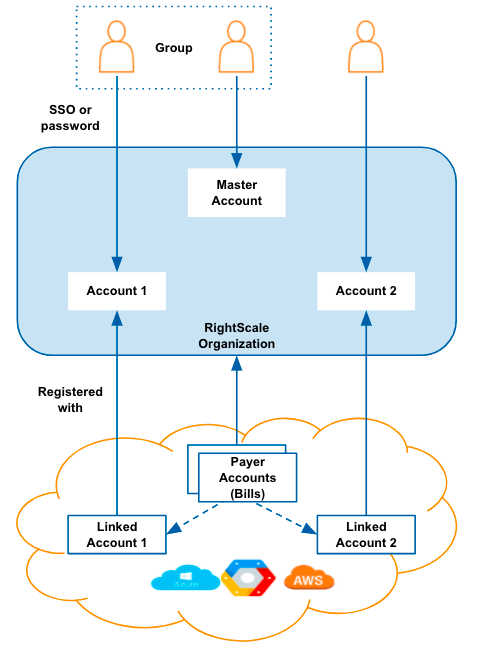 Group
SSO or
password
Master
Account
Account 1
Account 2
RightScale
Organization
Registered
with
Payer
Accounts
(Bills)
Linked
Account 1
Linked
Account 2
Azure
AWS